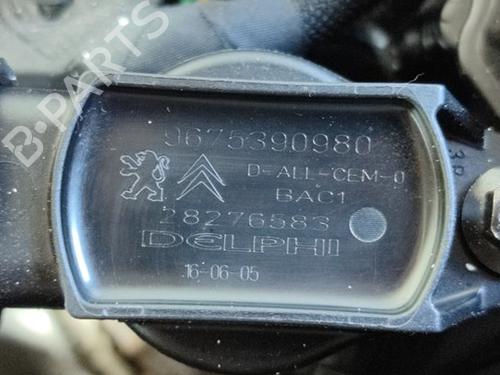 B-PARTS
9675390980
D-ALL-CEM-0
BAC1
28276583
DELPHI
16-06-05